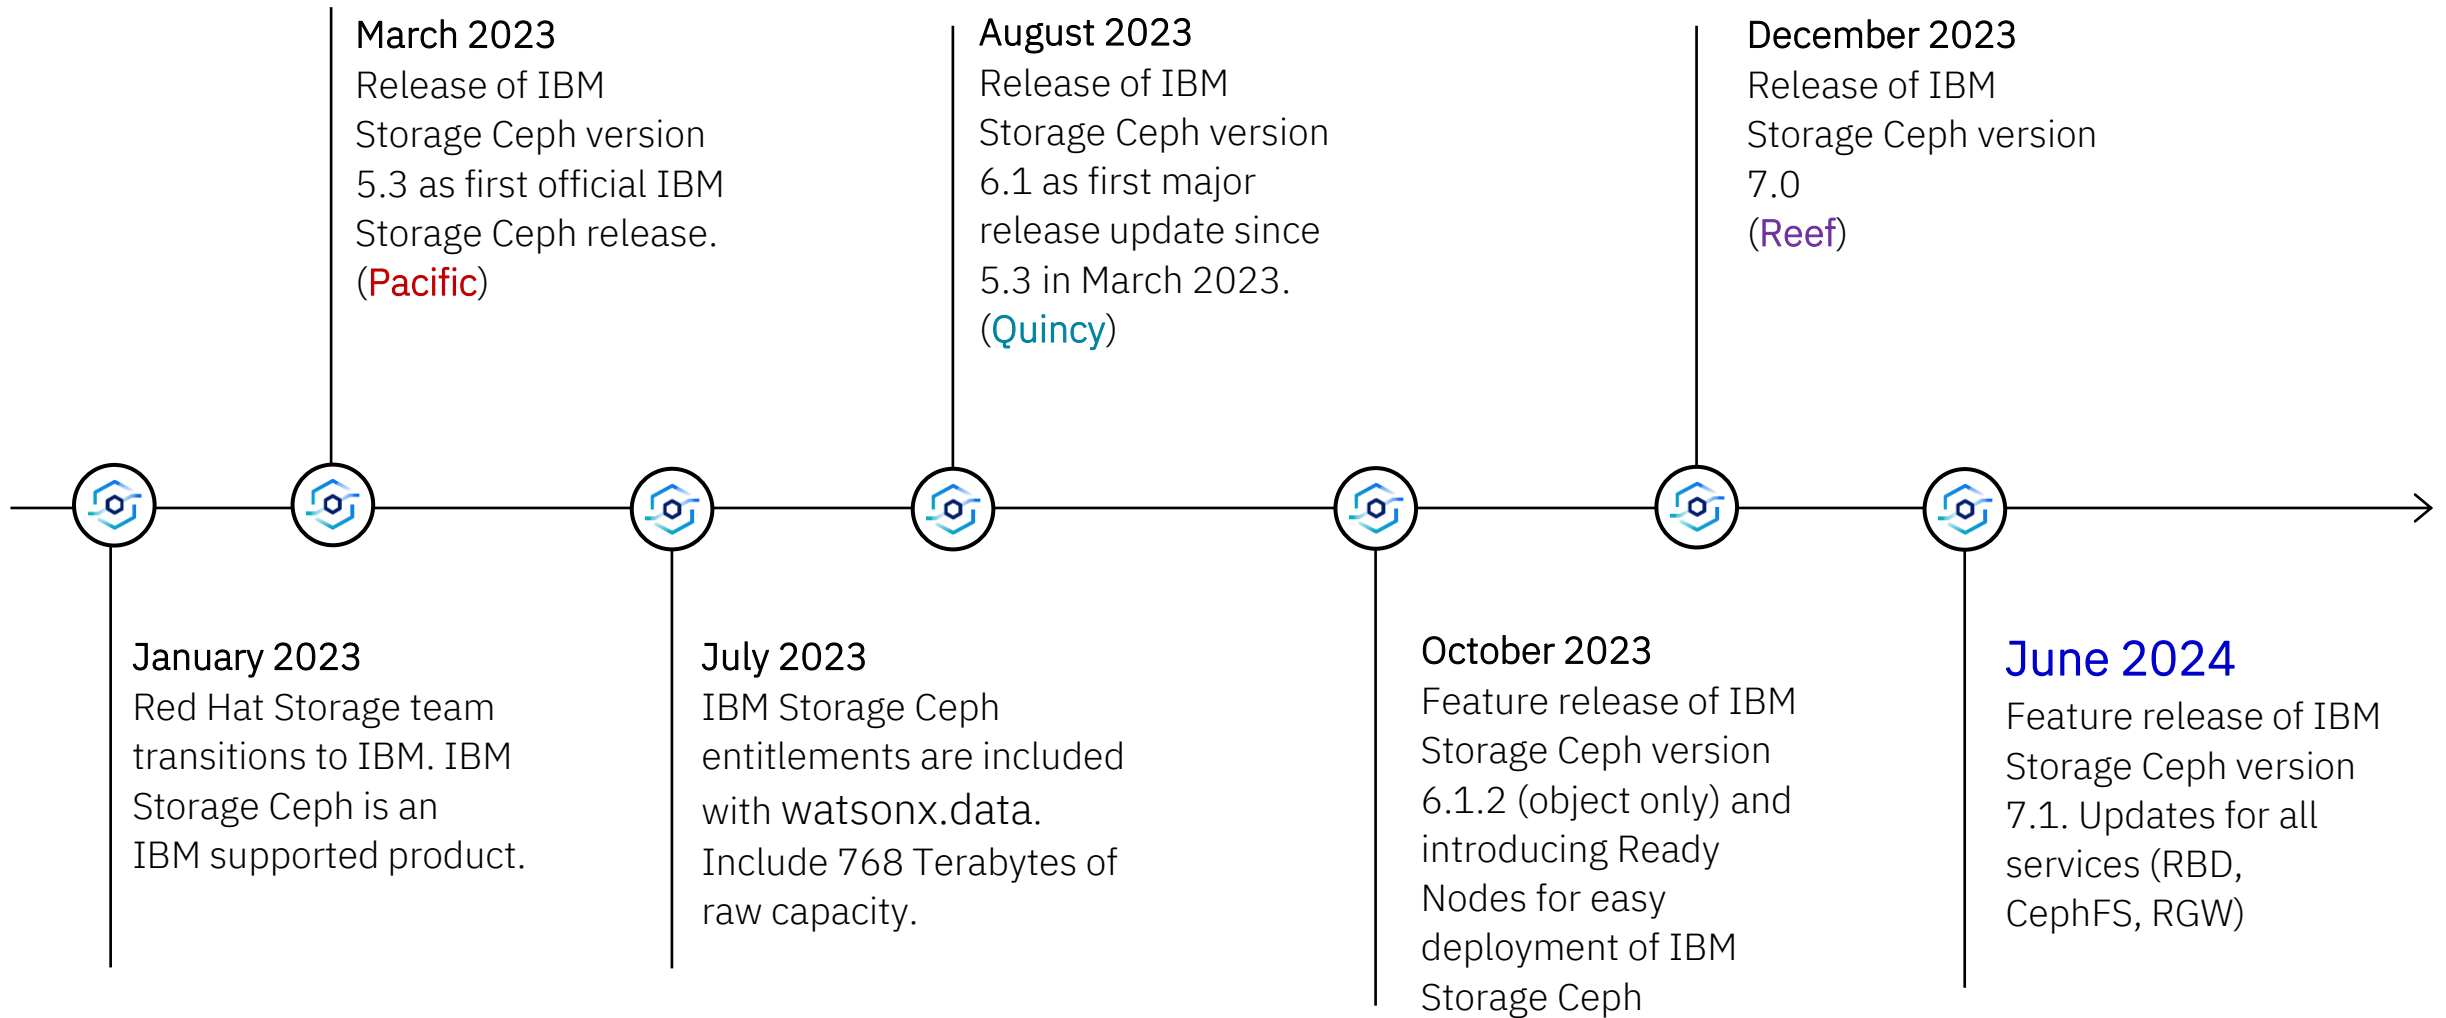 March 2023
Release of IBM
Storage Ceph version
5.3 as first official IBM
Storage Ceph release.
(Pacific)
August 2023
Release of IBM
Storage Ceph version
6.1 as first major
release update since
5.3 in March 2023.
(Quincy)
December 2023
Release of IBM
Storage Ceph version
7.0
(Reef)
January 2023
Red Hat Storage team
transitions to IBM. IBM
Storage Ceph is an
IBM supported product.
July 2023
IBM Storage Ceph
entitlements are included
with watsonx.data.
Include 768 Terabytes of
raw capacity.
October 2023
Feature release of IBM
Storage Ceph version
6.1.2 (object only) and
introducing Ready
Nodes for easy
deployment of IBM
Storage Ceph
June 2024
Feature release of IBM
Storage Ceph version
7.1. Updates for all
services (RBD,
CephFS, RGW)